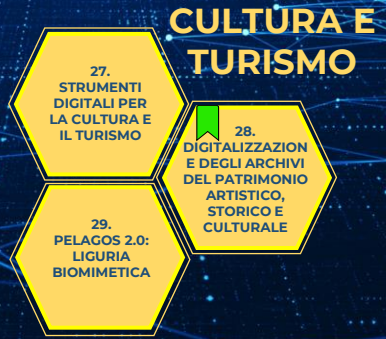 CULTURA E
TURISMO
27.
STRUMENTI
DIGITALI PER
LA CULTURA E
IL TURISMO
28.
DIGITALIZZAZION
E DEGLI ARCHIVI
DEL PATRIMONIO
ARTISTICO,
STORICO E
CULTURALE
29.
PELAGOS 2.0:
LIGURIA
BIOMIMETICA